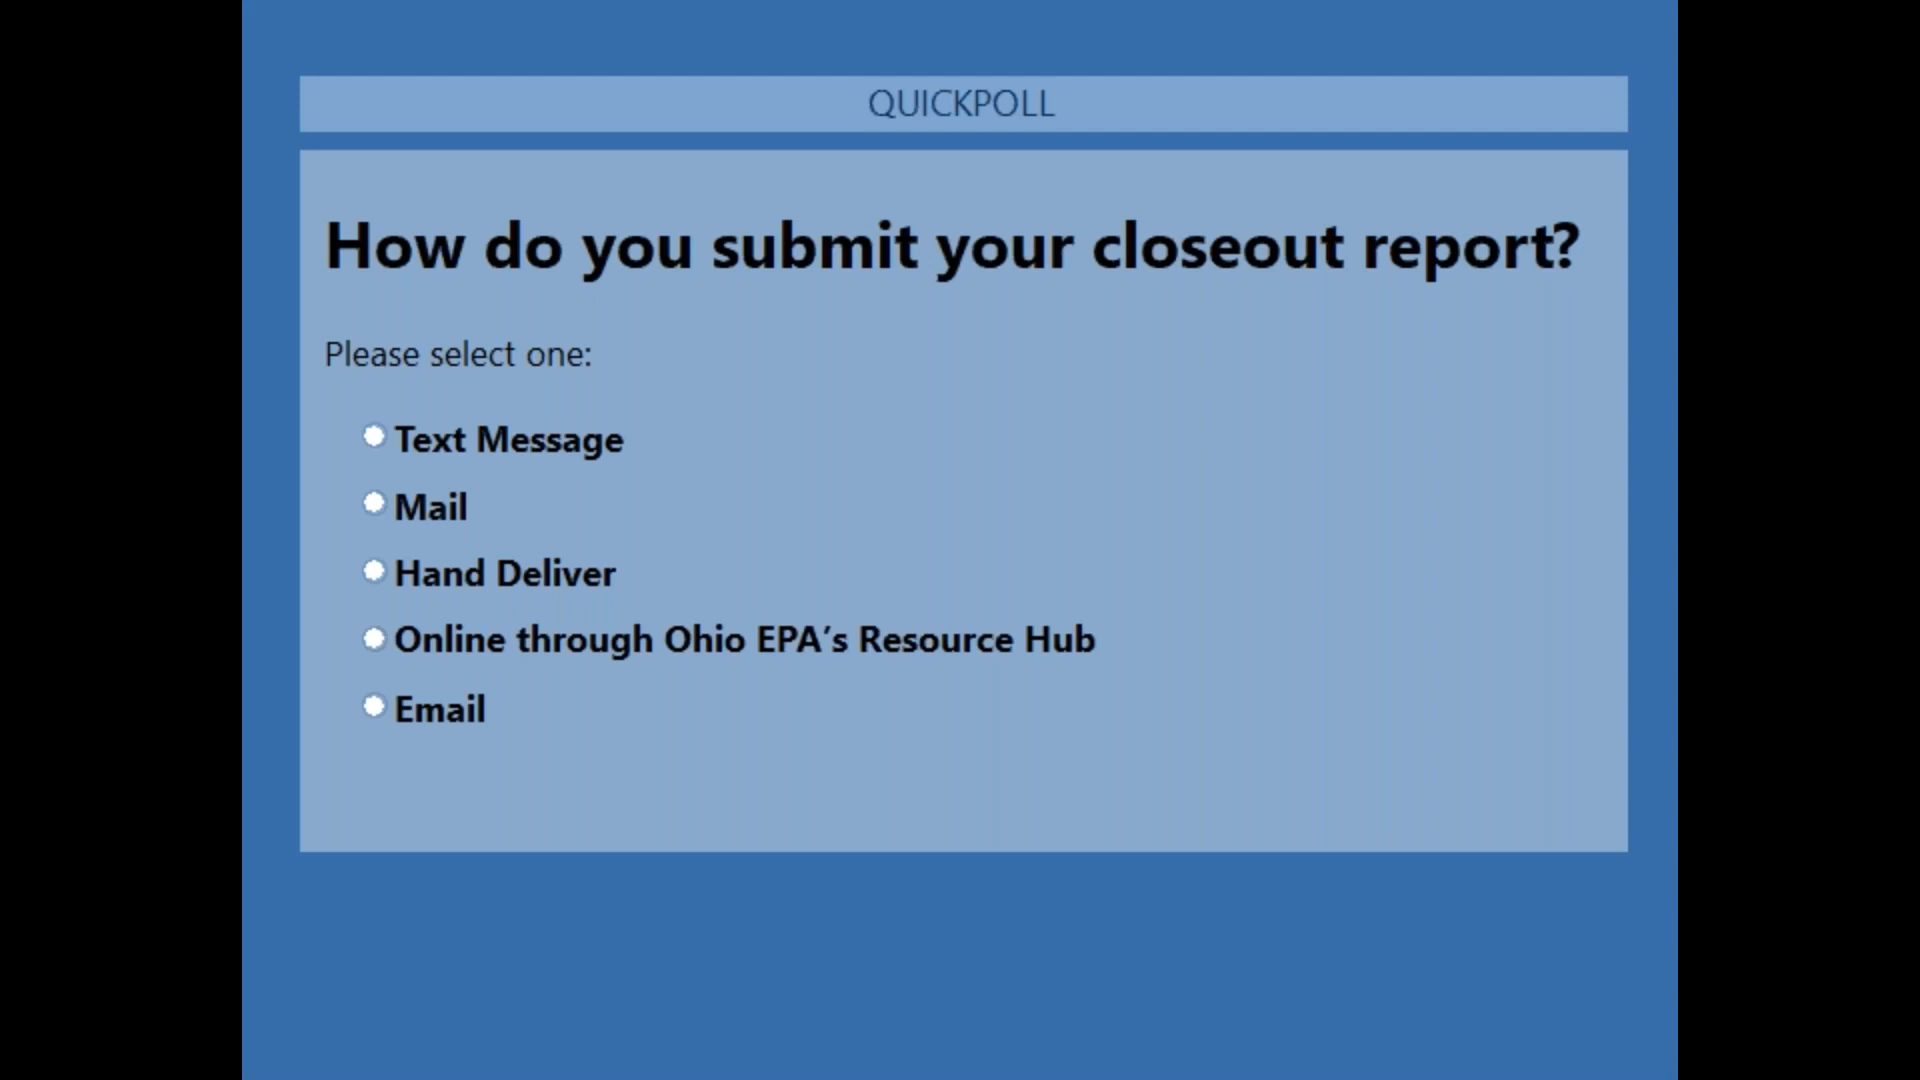 QUICKPOLL
How do you submit your closeout report?
Please select one:
Text Message
Mail
Hand Deliver
Online through Ohio EPA’s Resource Hub
Email